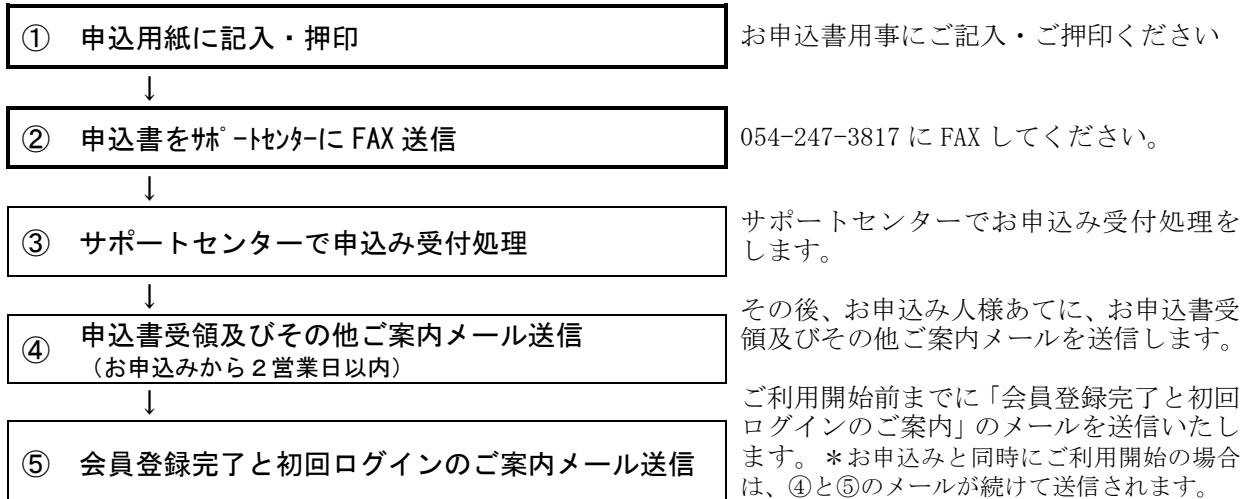 ① 申込用紙に記入・押印
お申込書用事にご記入・ご押印ください
↓
② 申込書をｻﾎﾟｰﾄｾﾝﾀｰに FAX 送信
054-247-3817 に FAX してください。
↓
③ サポートセンターで申込み受付処理
サポートセンターでお申込み受付処理を
します。
↓
④ 申込書受領及びその他ご案内メール送信
（お申込みから２営業日以内）
その後、お申込み人様あてに、お申込書受
領及びその他ご案内メールを送信します。
↓
⑤ 会員登録完了と初回ログインのご案内メール送信
ご利用開始前までに「会員登録完了と初回
ログインのご案内」のメールを送信いたし
ます。＊お申込みと同時にご利用開始の場合
は、④と⑤のメールが続けて送信されます。